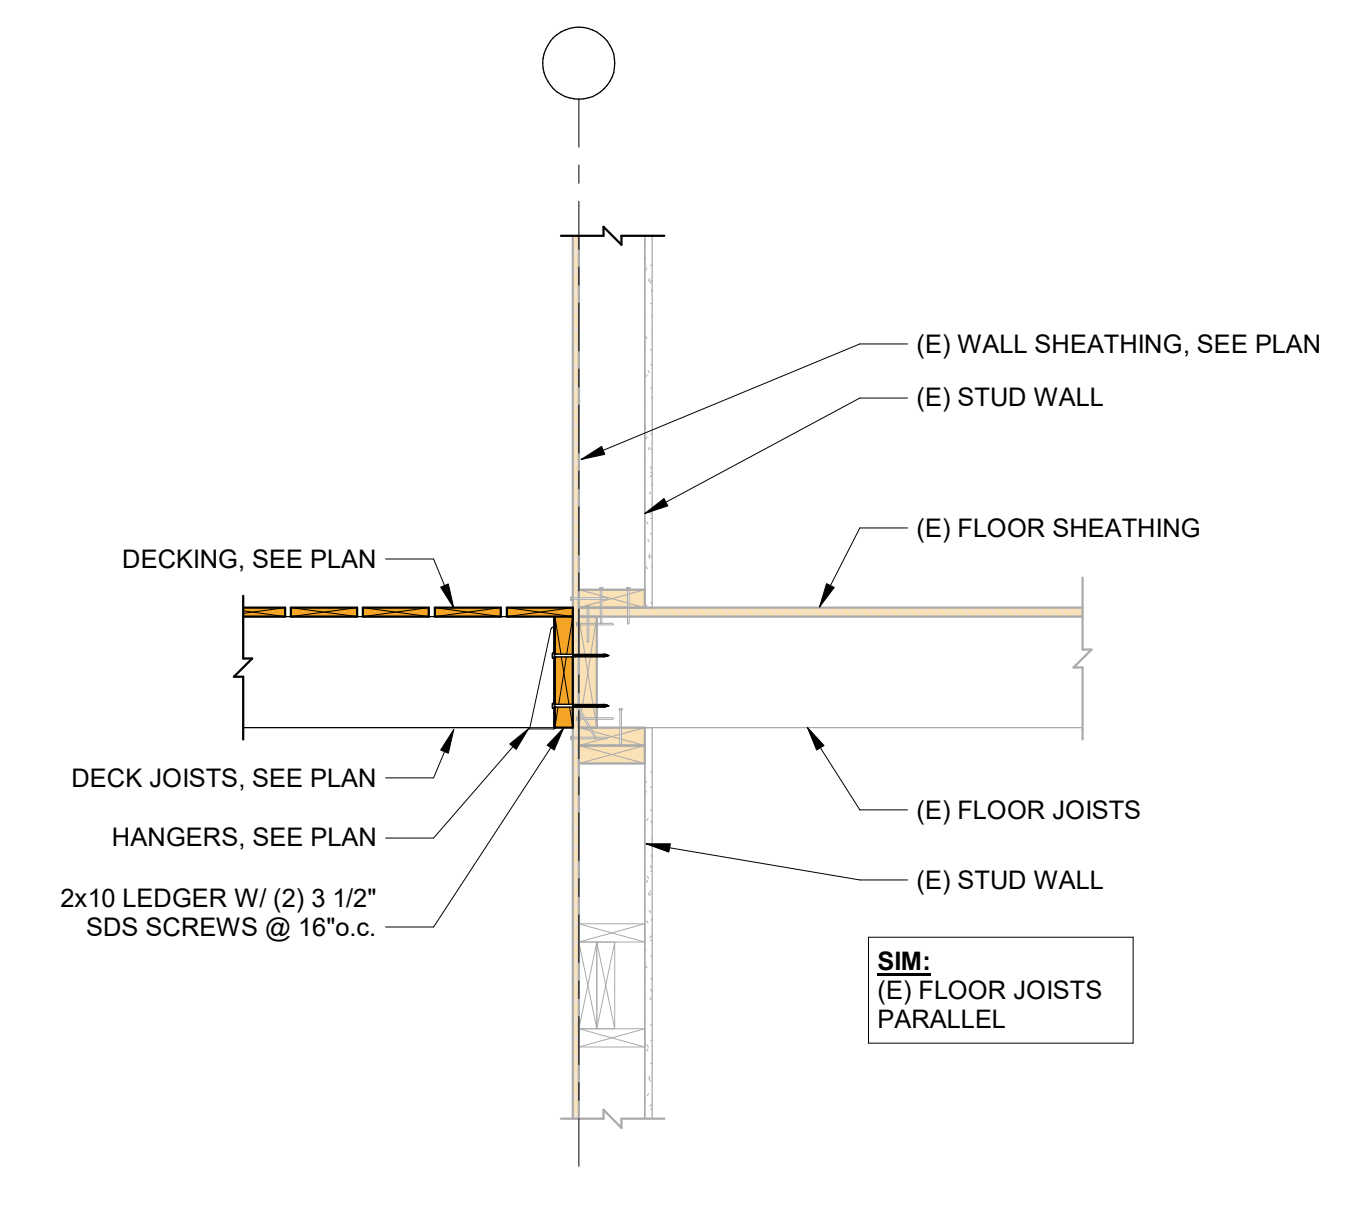 (E) WALL SHEATHING, SEE PLAN
(E) STUD WALL
(E) FLOOR SHEATHING
DECKING, SEE PLAN
DECK JOISTS, SEE PLAN
HANGERS, SEE PLAN
2x10 LEDGER W/ (2) 3 1/2"
SDS SCREWS @ 16"o.c.
(E) FLOOR JOISTS
(E) STUD WALL
SIM:
(E) FLOOR JOISTS
PARALLEL